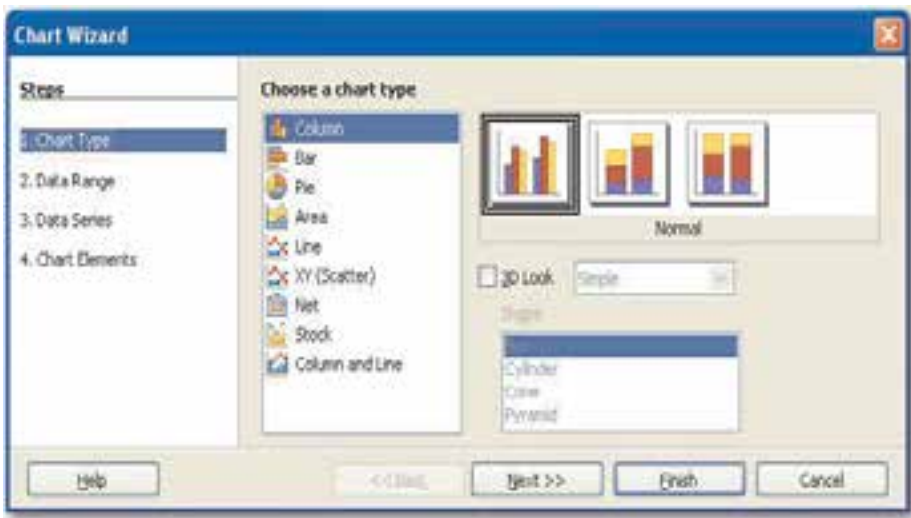 Chart Wizard
Steps
1. Chart Type
2. Data Range
3. Data Series
4. Chart Elements
Choose a chart type
Column
Bar
Pie
Area
Line
XY (Scatter)
Net
Stock
Column and Line
Normal
3D Look
Simple
Shape
Cylinder
Cone
Pyramid
Help
<< Back
Next >>
Finish
Cancel